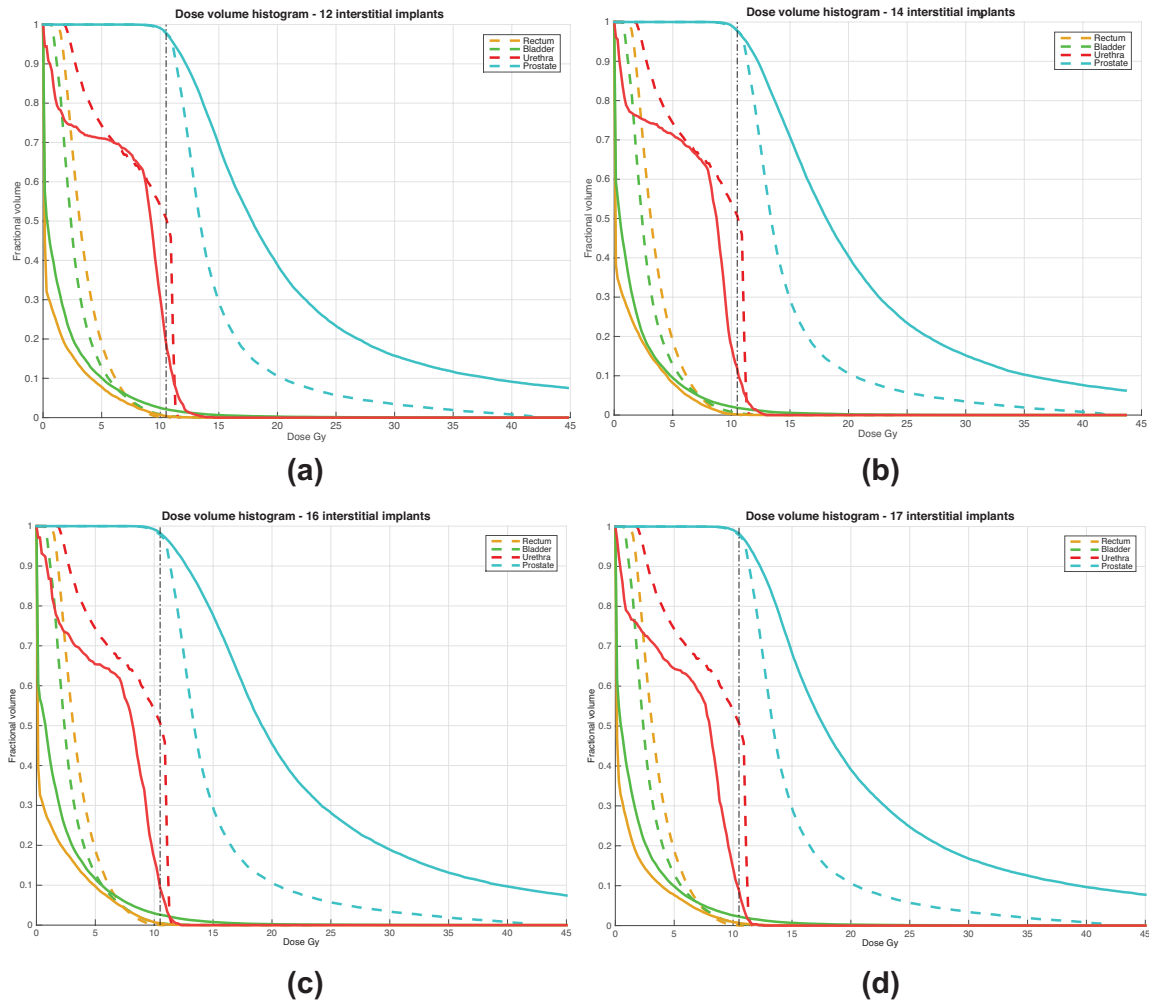 Dose volume histogram - 12 interstitial implants
Fractional volume
1
0.9
0.8
0.7
0.6
0.5
0.4
0.3
0.2
0.1
0
Rectum
Bladder
Urethra
Prostate
0 5 10 15 20 25 30 35 40 45
Dose Gy
(a)
Dose volume histogram - 14 interstitial implants
Fractional volume
1
0.9
0.8
0.7
0.6
0.5
0.4
0.3
0.2
0.1
0
Rectum
Bladder
Urethra
Prostate
0 5 10 15 20 25 30 35 40 45
Dose Gy
(b)
Dose volume histogram - 16 interstitial implants
Fractional volume
1
0.9
0.8
0.7
0.6
0.5
0.4
0.3
0.2
0.1
0
Rectum
Bladder
Urethra
Prostate
0 5 10 15 20 25 30 35 40 45
Dose Gy
(c)
Dose volume histogram - 17 interstitial implants
Fractional volume
1
0.9
0.8
0.7
0.6
0.5
0.4
0.3
0.2
0.1
0
Rectum
Bladder
Urethra
Prostate
0 5 10 15 20 25 30 35 40 45
Dose Gy
(d)